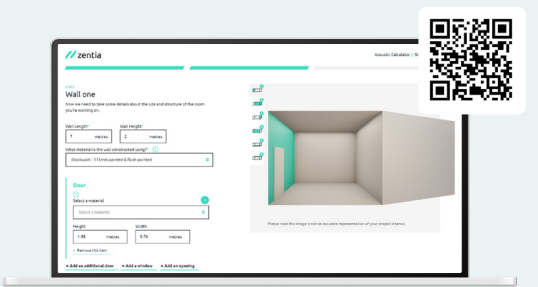 zentia
Acoustic Calculator
Wall one
Now we need to take some details about the size and structure of the room
you're working on.
Wall Length*
Wall Height*
7 metres
2 metres
What material is the wall constructed using?*
Blockwork - 115mm painted & flush pointed
Door
Select a material
Select a material
Height
Width
1.98 metres
0.76 metres
Remove this item
+ Add an additional door + Add a window + Add an opening
Please note this image is not an accurate representation of your project interior.